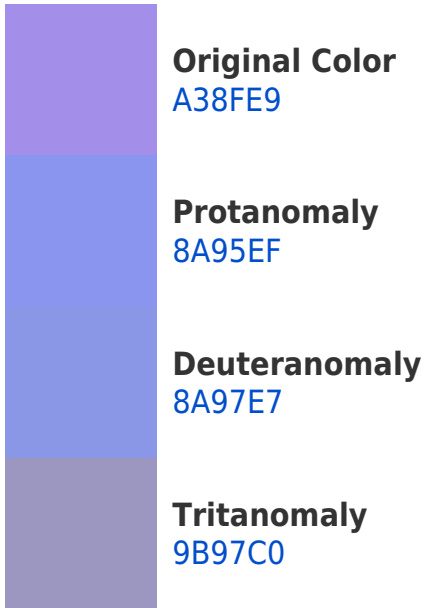 Original Color
A38FE9
Protanomaly
8A95EF
Deuteranomaly
8A97E7
Tritanomaly
9B97C0